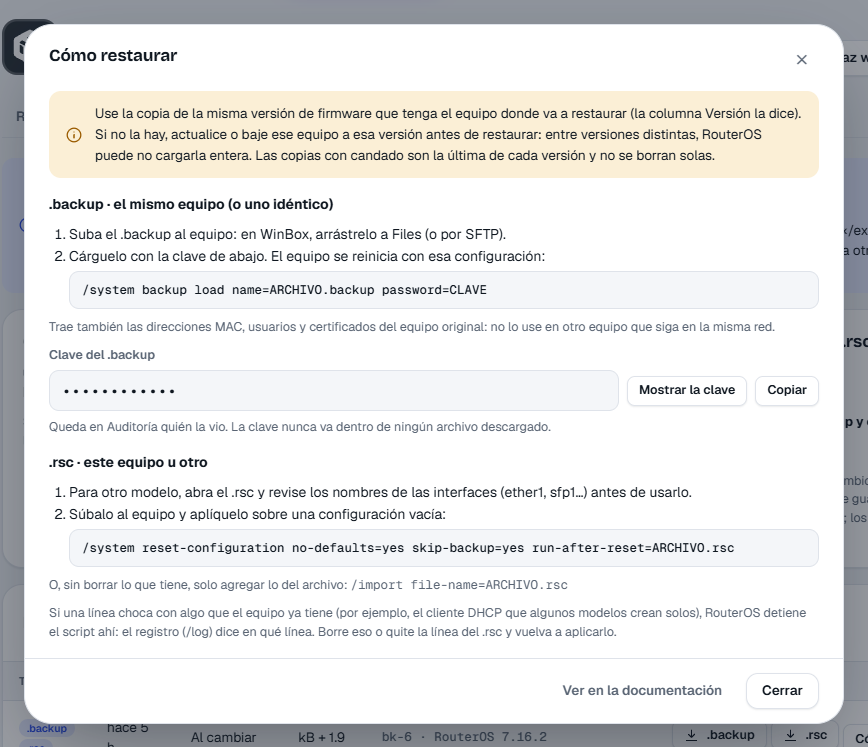 Cómo restaurar
Use la copia de la misma versión de firmware que tenga el equipo donde va a restaurar (la columna Versión la dice).
Si no la hay, actualice o baje ese equipo a esa versión antes de restaurar: entre versiones distintas, RouterOS
puede no cargarla entera. Las copias con candado son la última de cada versión y no se borran solas.
.backup · el mismo equipo (o uno idéntico)
1. Suba el .backup al equipo: en WinBox, arrástrelo a Files (o por SFTP).
2. Cárguelo con la clave de abajo. El equipo se reinicia con esa configuración:
/system backup load name=ARCHIVO.backup password=CLAVE
Trae también las direcciones MAC, usuarios y certificados del equipo original: no lo use en otro equipo que siga en la misma red.
Clave del .backup
••••••••••••
Mostrar la clave
Copiar
Queda en Auditoría quién la vio. La clave nunca va dentro de ningún archivo descargado.
.rsc · este equipo u otro
1. Para otro modelo, abra el .rsc y revise los nombres de las interfaces (ether1, sfp1…) antes de usarlo.
2. Súbalo al equipo y aplíquelo sobre una configuración vacía:
/system reset-configuration no-defaults=yes skip-backup=yes run-after-reset=ARCHIVO.rsc
O, sin borrar lo que tiene, solo agregar lo del archivo: /import file-name=ARCHIVO.rsc
Si una línea choca con algo que el equipo ya tiene (por ejemplo, el cliente DHCP que algunos modelos crean solos), RouterOS detiene
el script ahí: el registro (/log) dice en qué línea. Borre eso o quite la línea del .rsc y vuelva a aplicarlo.
Ver en la documentación
Cerrar
.backup
hace 5
Al cambiar
kB + 1.9
bk-6 · RouterOS 7.16.2
.backup
.rsc